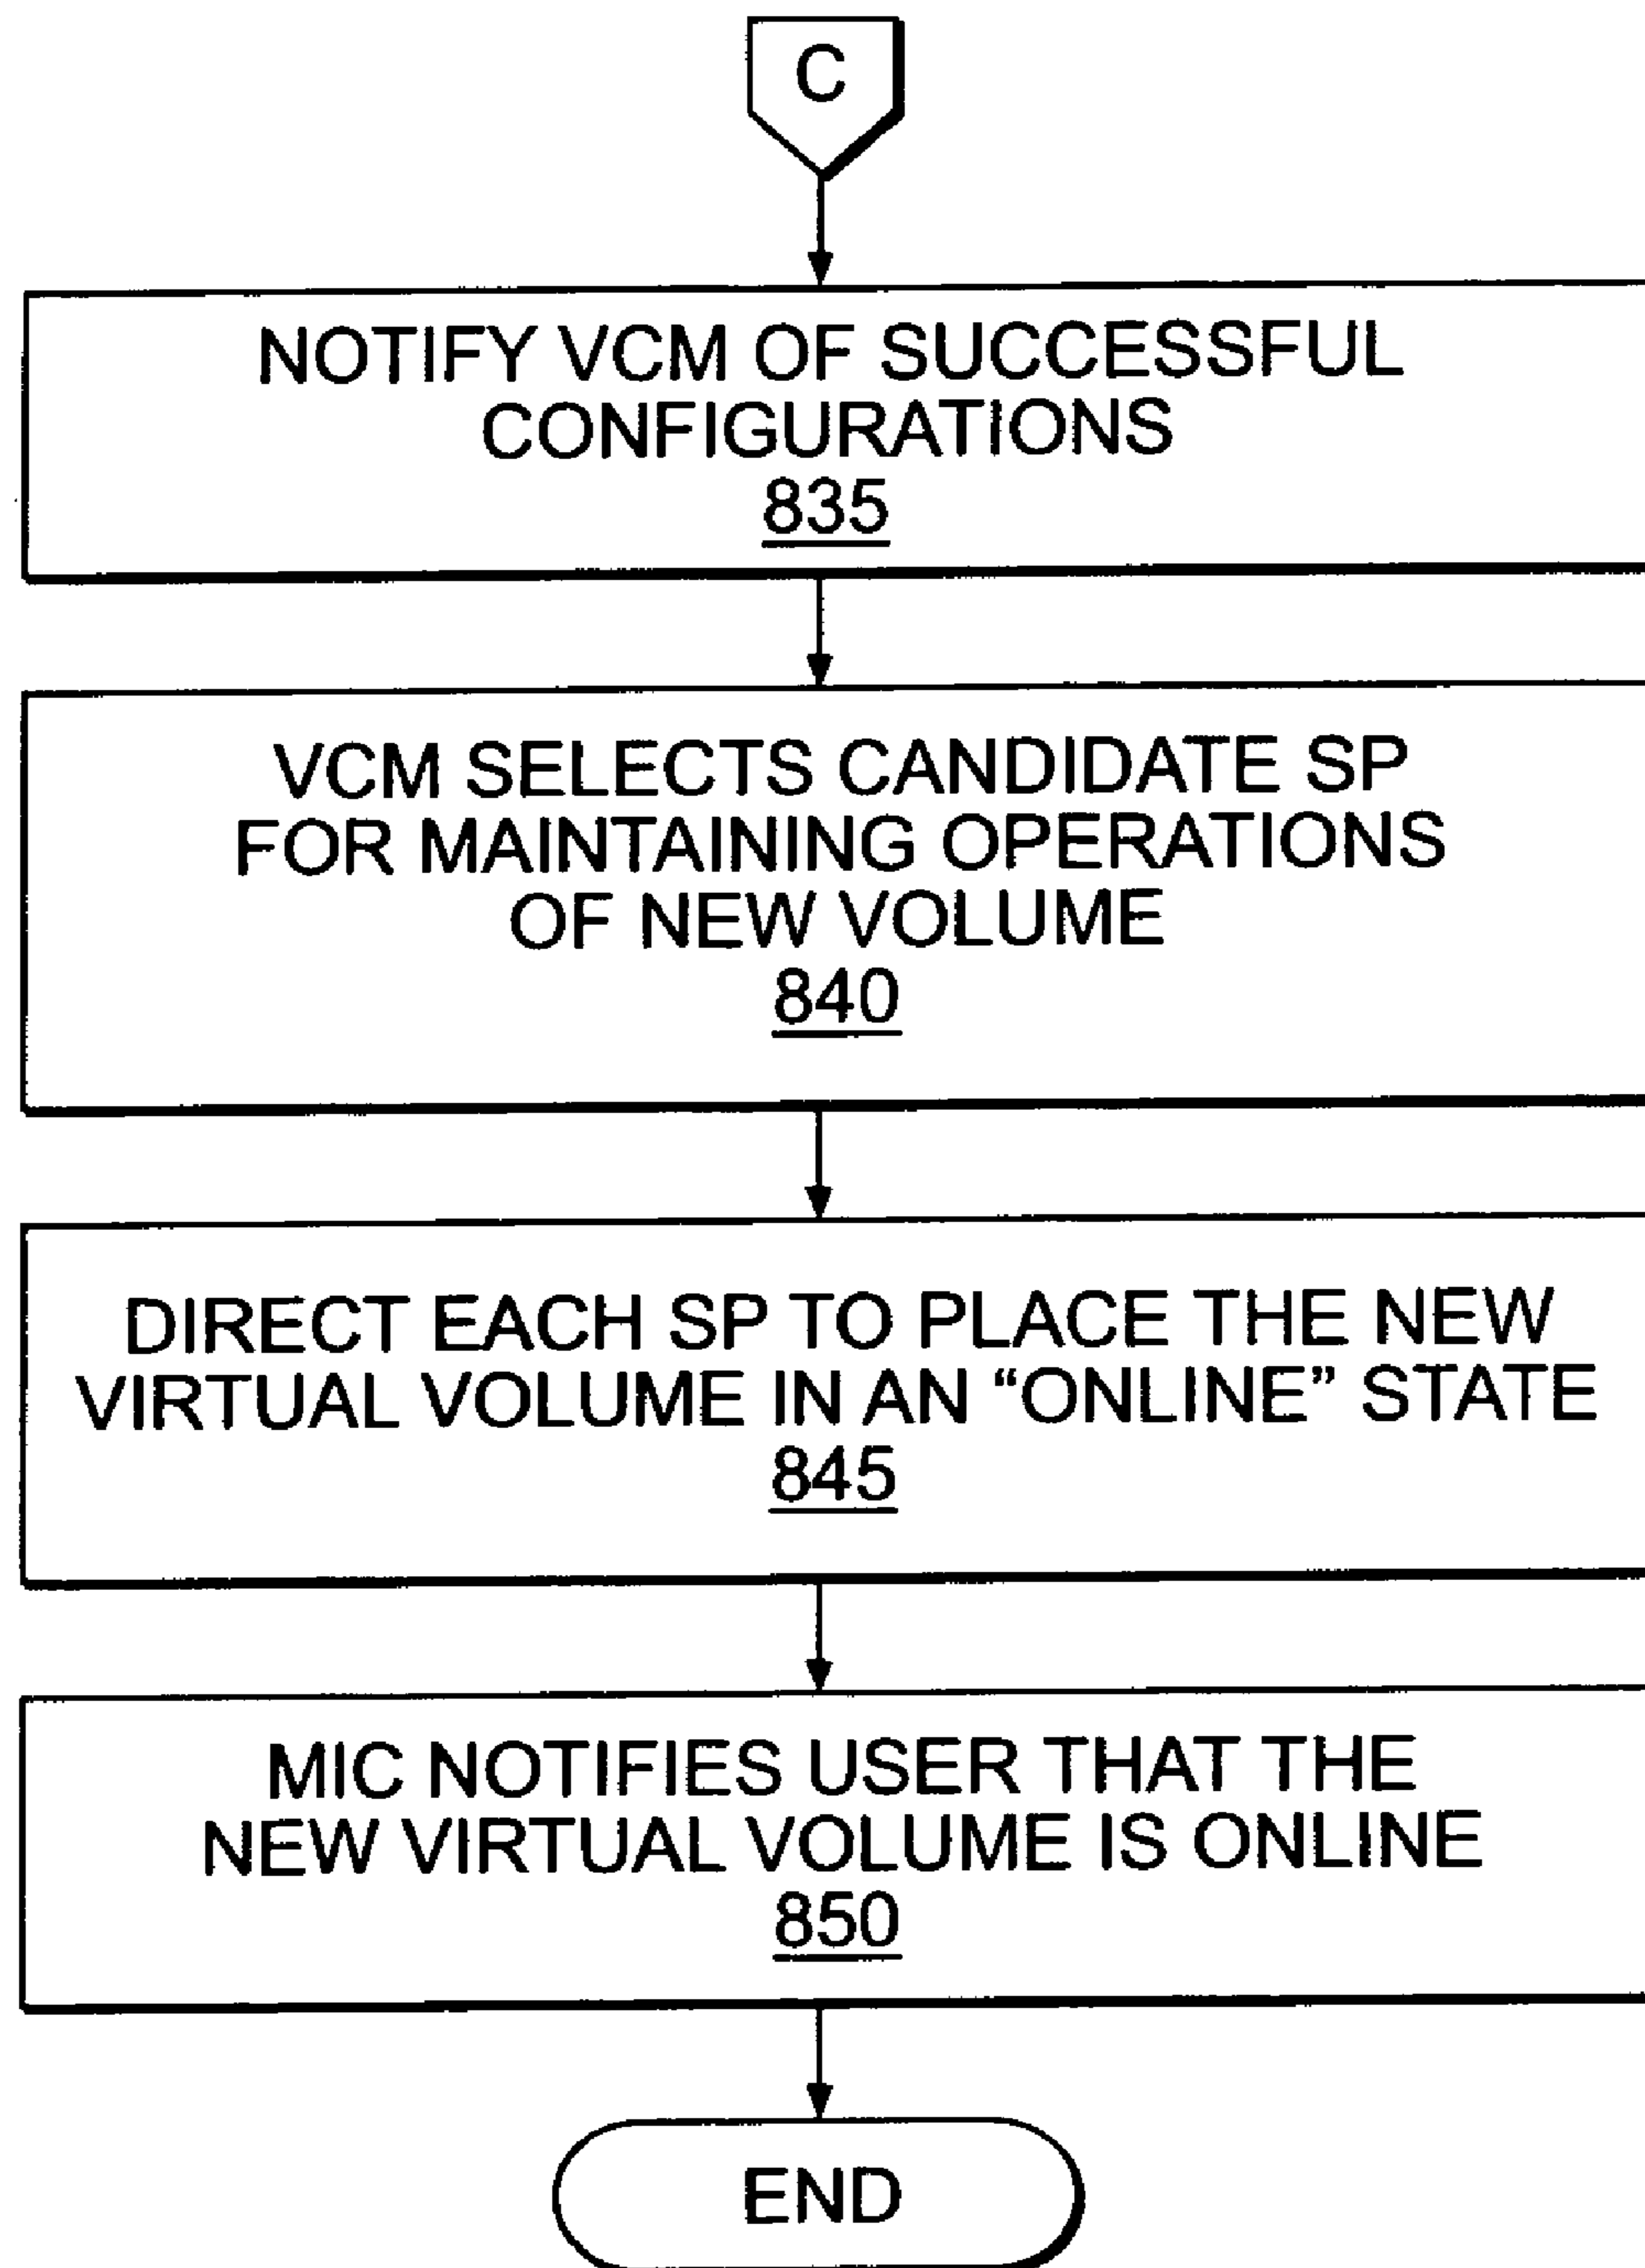 C
NOTIFY VCM OF SUCCESSFUL
CONFIGURATIONS
835
VCM SELECTS CANDIDATE SP
FOR MAINTAINING OPERATIONS
OF NEW VOLUME
840
DIRECT EACH SP TO PLACE THE NEW
VIRTUAL VOLUME IN AN “ONLINE” STATE
845
MIC NOTIFIES USER THAT THE
NEW VIRTUAL VOLUME IS ONLINE
850
END